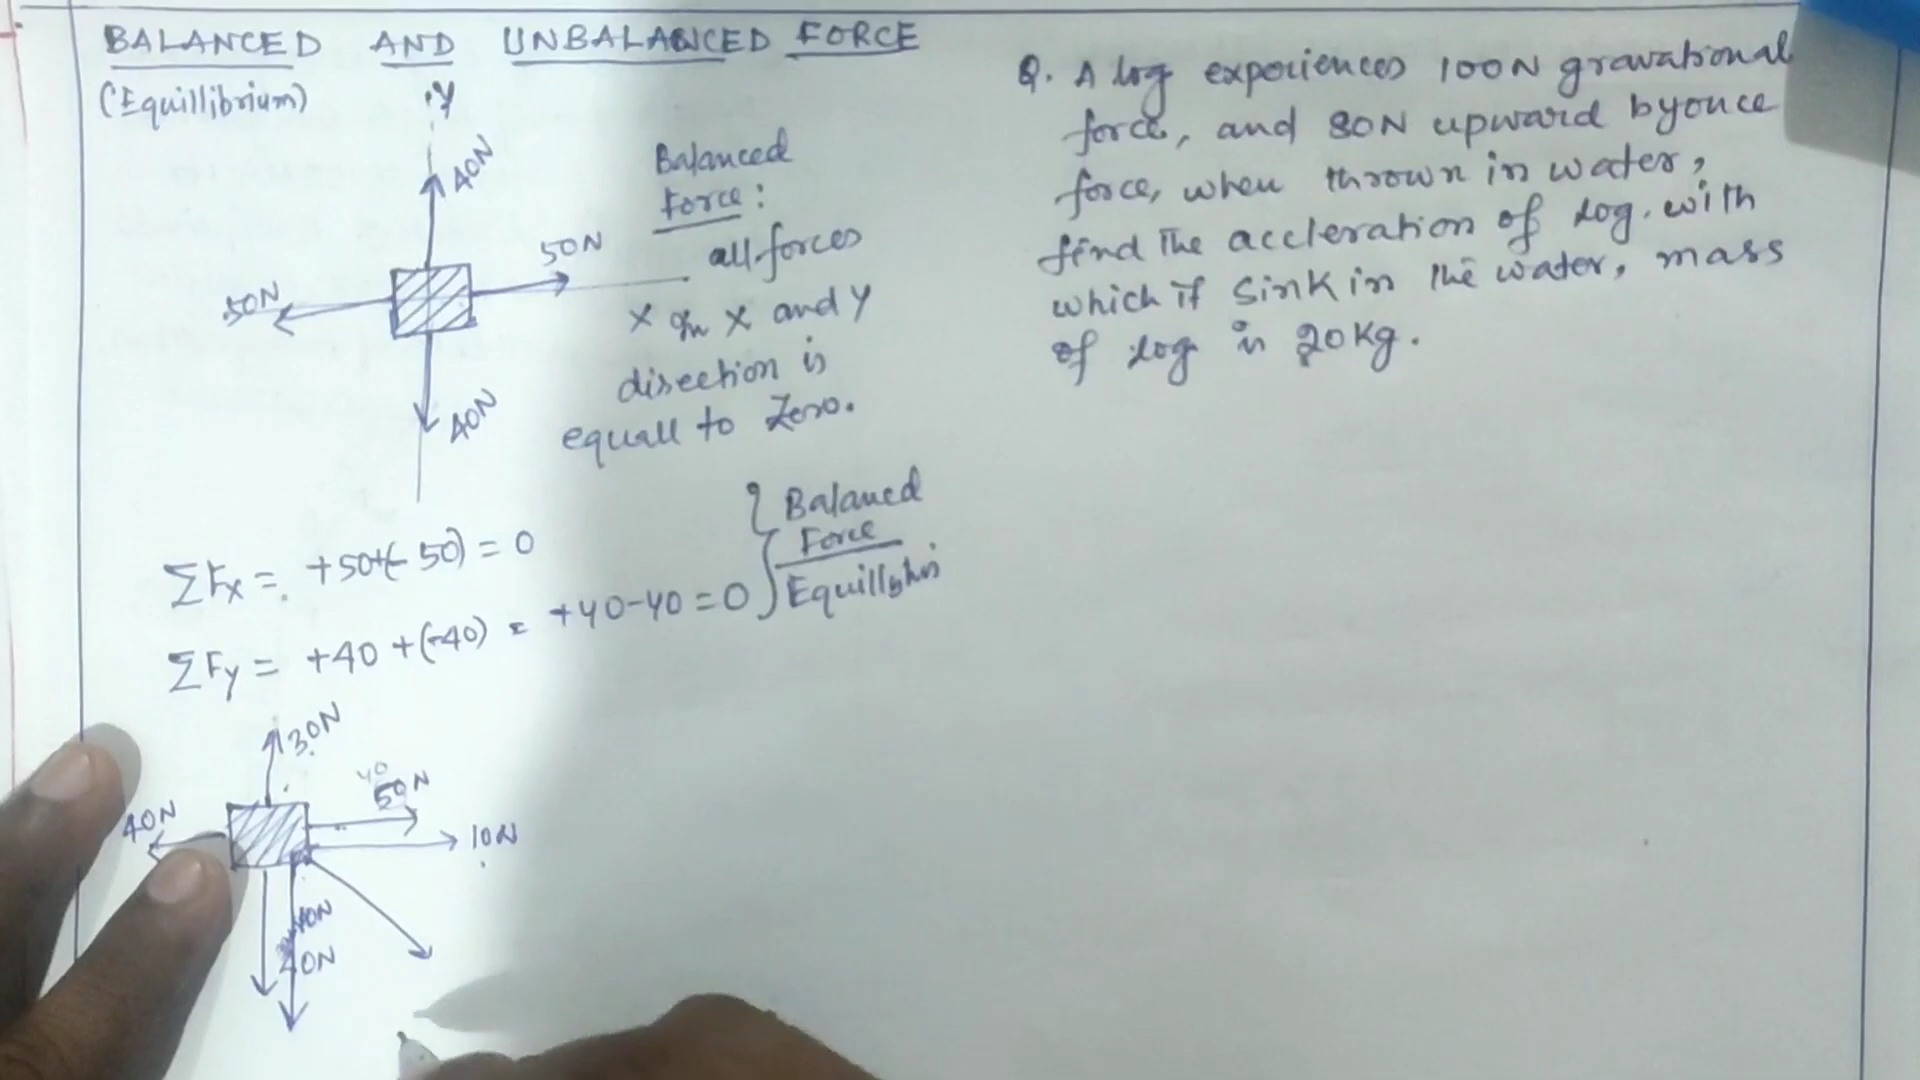 BALANCED AND UNBALANCED FORCE
(Equillibrium)
Y
40N
50N
50N
40N
Balanced
Force:
all forces
x in x and y
direction is
equall to Zero.
ΣFx = +50+(-50) = 0
ΣFy = +40 +(-40) = +40-40 = 0
Balanced
Force
30N
40
50N
40N
10N
40N
40N
Q. A log experiences 100N gravational
force, and 80N upward byouce
force, when thrown in water,
find The accleration of log. with
which it Sink in the water, mass
of log is 20kg.